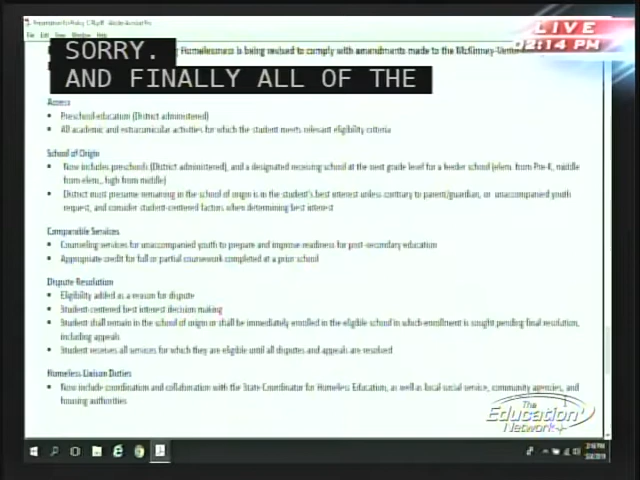 LIVE
02:14 PM
SORRY.
AND FINALLY ALL OF THE
Homelessness is being revised to comply with amendments made to the McKinney-Vento
File Edit View Window Help
Access
Preschool education (District administered)
All academic and extracurricular activities for which the student meets relevant eligibility criteria
School of Origin
Now includes preschools (District administered), and a designated receiving school at the next grade level for a feeder school (elem. from Pre-K, middle
from elem., high from middle)
District must presume remaining in the school of origin is in the student's best interest unless contrary to parent/guardian, or unaccompanied youth
request, and consider student-centered factors when determining best interest
Comparable Services
Counseling services for unaccompanied youth to prepare and improve readiness for post-secondary education
Appropriate credit for full or partial coursework completed at a prior school
Dispute Resolution
Eligibility added as a reason for dispute
Student-centered best interest decision making
Student shall remain in the school of origin or shall be immediately enrolled in the eligible school in which enrollment is sought pending final resolution,
including appeals
Student receives all services for which they are eligible until all disputes and appeals are resolved
Homeless Liaison Duties
Now include coordination and collaboration with the State Coordinator for Homeless Education, as well as local social service, community agencies, and
housing authorities
The
Education
Network